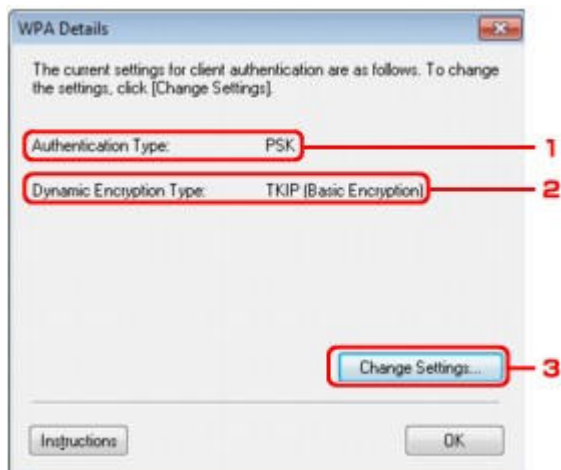 WPA Details
The current settings for client authentication are as follows. To change
the settings, click [Change Settings].
Authentication Type: PSK
1
Dynamic Encryption Type: TKIP (Basic Encryption)
2
Change Settings...
3
Instructions
OK